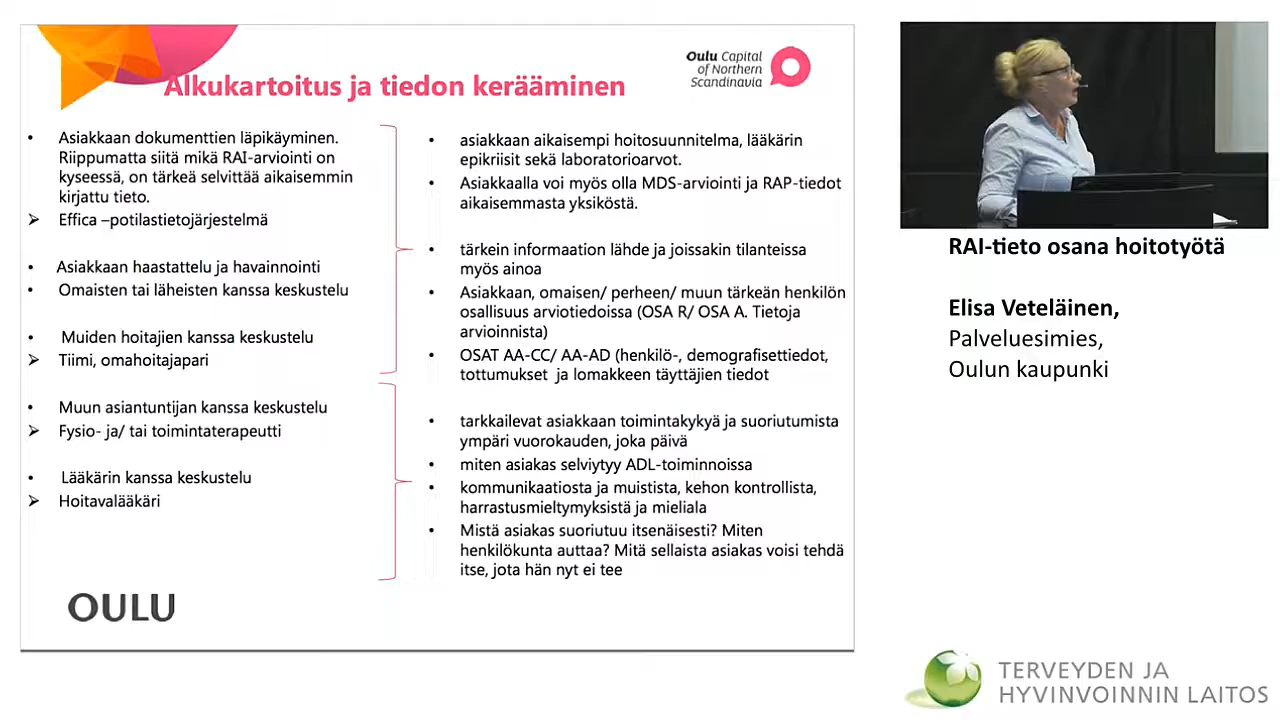 Alkukartoitus ja tiedon kerääminen
Oulu Capital
of Northern
Scandinavia
• Asiakkaan dokumenttien läpikäyminen.
Riippumatta siitä mikä RAI-arviointi on
kyseessä, on tärkeä selvittää aikaisemmin
kirjattu tieto.
➢ Effica –potilastietojärjestelmä
• Asiakkaan haastattelu ja havainnointi
• Omaisten tai läheisten kanssa keskustelu
• Muiden hoitajien kanssa keskustelu
➢ Tiimi, omahoitajapari
• Muun asiantuntijan kanssa keskustelu
➢ Fysio- ja/ tai toimintaterapeutti
• Lääkärin kanssa keskustelu
➢ Hoitavalääkäri
• asiakkaan aikaisempi hoitosuunnitelma, lääkärin
epikriisit sekä laboratorioarvot.
• Asiakkaalla voi myös olla MDS-arviointi ja RAP-tiedot
aikaisemmasta yksiköstä.
• tärkein informaation lähde ja joissakin tilanteissa
myös ainoa
• Asiakkaan, omaisen/ perheen/ muun tärkeän henkilön
osallisuus arviotiedoissa (OSA R/ OSA A. Tietoja
arvioinnista)
• OSAT AA-CC/ AA-AD (henkilö-, demografisettiedot,
tottumukset ja lomakkeen täyttäjien tiedot
• tarkkailevat asiakkaan toimintakykyä ja suoriutumista
ympäri vuorokauden, joka päivä
• miten asiakas selviytyy ADL-toiminnoissa
• kommunikaatiosta ja muistista, kehon kontrollista,
harrastusmieltymyksistä ja mieliala
• Mistä asiakas suoriutuu itsenäisesti? Miten
henkilökunta auttaa? Mitä sellaista asiakas voisi tehdä
itse, jota hän nyt ei tee
OULU
RAI-tieto osana hoitotyötä
Elisa Veteläinen,
Palveluesimies,
Oulun kaupunki
TERVEYDEN JA
HYVINVOINNIN LAITOS